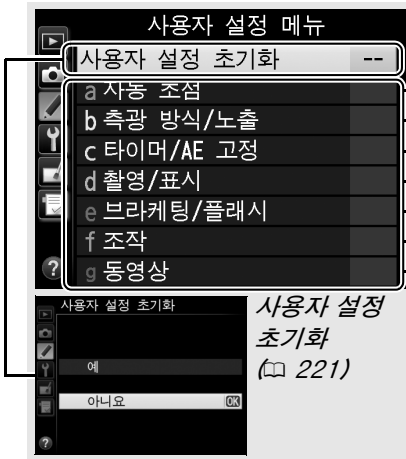 사용자 설정 메뉴
사용자 설정 초기화 --
a 자동 초점
b 측광 방식/노출
c 타이머/AE 고정
d 촬영/표시
e 브라케팅/플래시
f 조작
g 동영상
?
사용자 설정 초기화
예
아니요 OK
?
사용자 설정
초기화
(🕮 221)